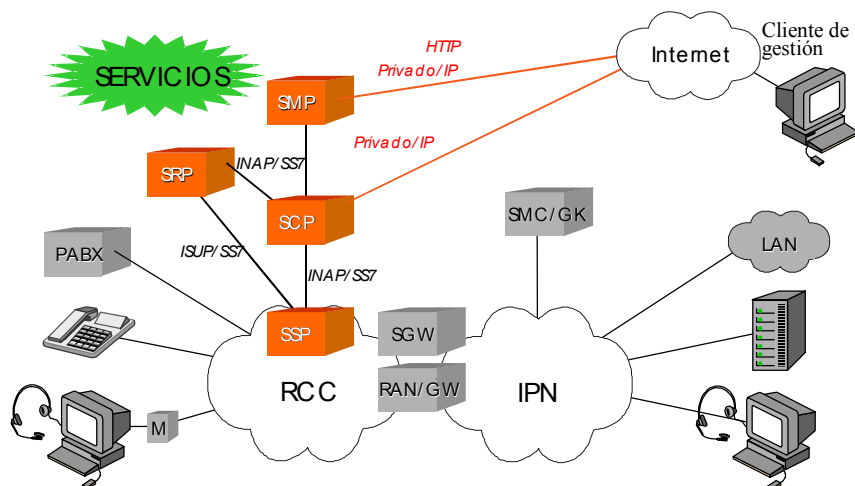 HTTP
Cliente de
gestión
Internet
SERVICIOS
Privado/IP
SMP
Privado/IP
INAP/SS7
SRP
SCP
SMC/GK
PABX
LAN
ISUP/SS7
INAP/SS7
SSP
SGW
RCC
RAN/GW
IPN
M